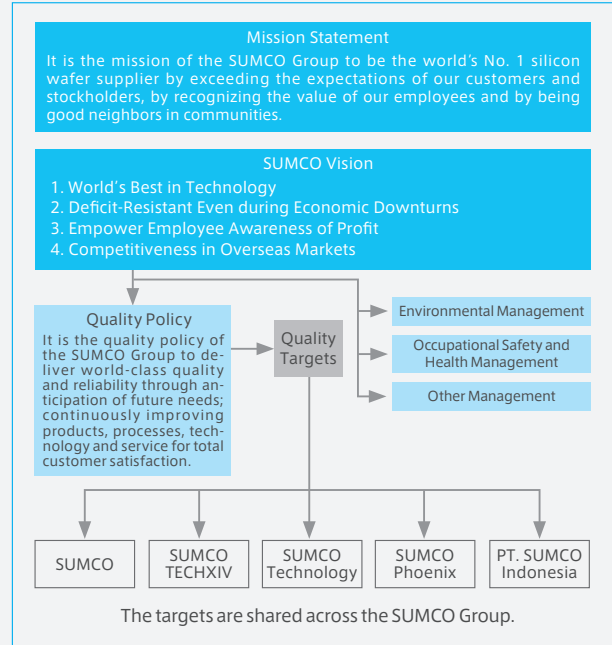 Mission Statement
It is the mission of the SUMCO Group to be the world's No. 1 silicon
wafer supplier by exceeding the expectations of our customers and
stockholders, by recognizing the value of our employees and by being
good neighbors in communities.
SUMCO Vision
1. World's Best in Technology
2. Deficit-Resistant Even during Economic Downturns
3. Empower Employee Awareness of Profit
4. Competitiveness in Overseas Markets
Quality Policy
It is the quality policy of
the SUMCO Group to de-
liver world-class quality
and reliability through an-
ticipation of future needs;
continuously improving
products, processes, tech-
nology and service for total
customer satisfaction.
Quality
Targets
Environmental Management
Occupational Safety and
Health Management
Other Management
SUMCO
SUMCO
TECHXIV
SUMCO
Technology
SUMCO
Phoenix
PT. SUMCO
Indonesia
The targets are shared across the SUMCO Group.